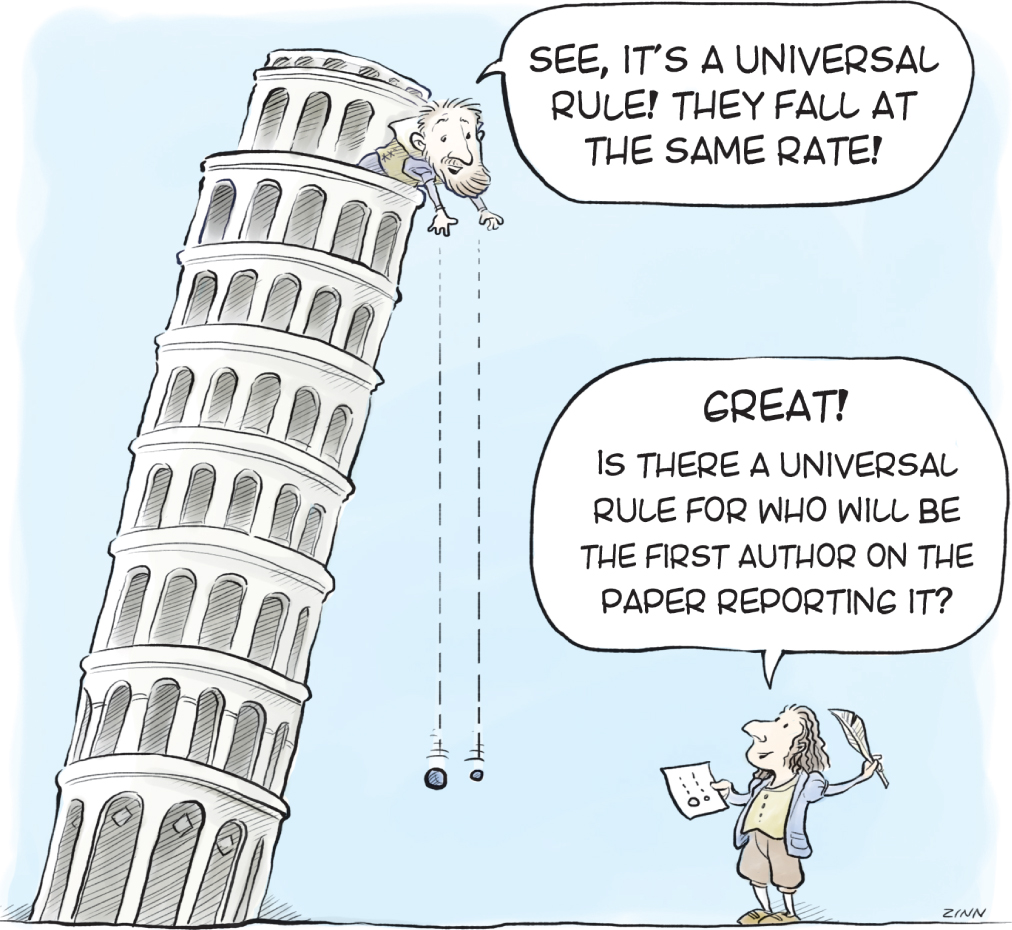 SEE, IT'S A UNIVERSAL
RULE! THEY FALL AT
THE SAME RATE!
GREAT!
IS THERE A UNIVERSAL
RULE FOR WHO WILL BE
THE FIRST AUTHOR ON THE
PAPER REPORTING IT?
ZINN